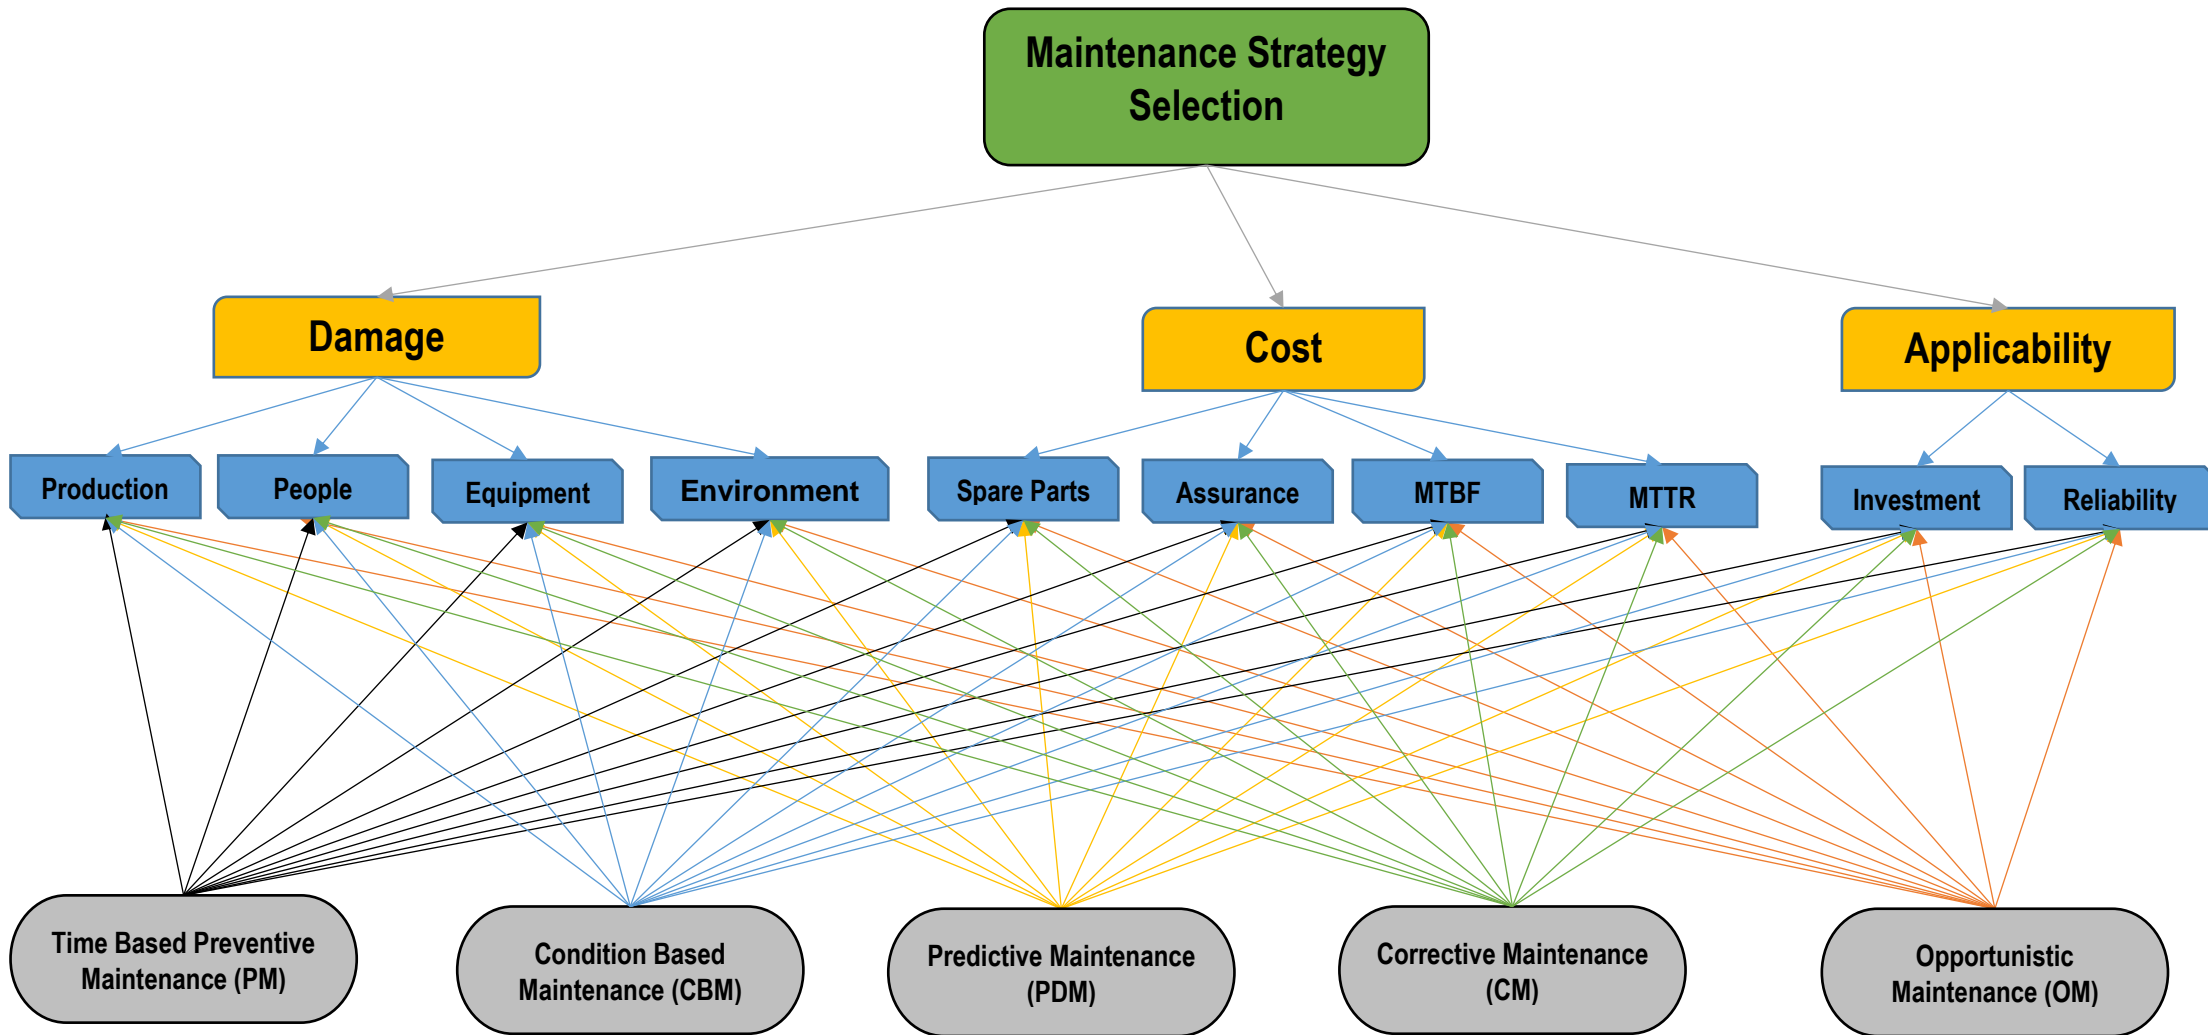 Maintenance Strategy
Selection
Damage
Cost
Applicability
Production
People
Equipment
Environment
Spare Parts
Assurance
MTBF
MTTR
Investment
Reliability
Time Based Preventive
Maintenance (PM)
Condition Based
Maintenance (CBM)
Predictive Maintenance
(PDM)
Corrective Maintenance
(CM)
Opportunistic
Maintenance (OM)